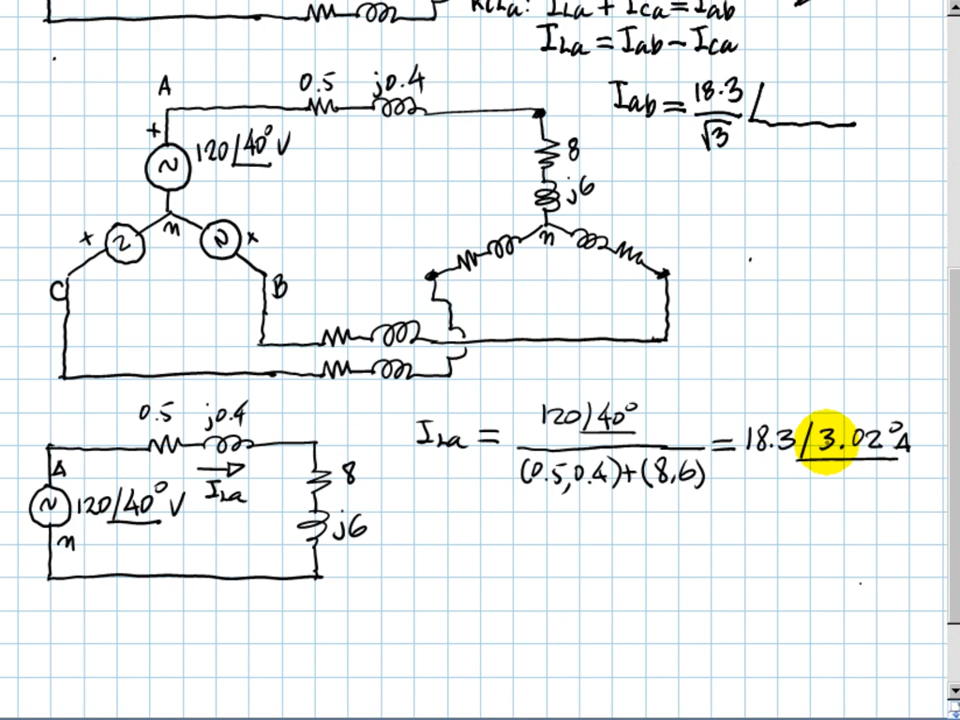 KCLa: ILa + Ica = Iab
ILa = Iab - Ica
Iab = 18.3/√3 ∠
A
0.5 j0.4
+
120∠40° V
8
j6
n
n
+
+
C
B
0.5 j0.4
A
120∠40° V
n
ILa
8
j6
ILa = 120∠40° / (0.5,0.4)+(8,6) = 18.3∠3.02° A